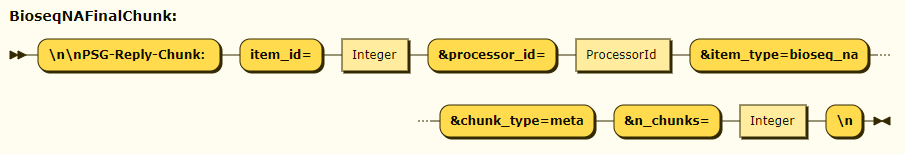 BioseqNAFinalChunk:
\n\nPSG-Reply-Chunk: item_id= Integer &processor_id= ProcessorId &item_type=bioseq_na
&chunk_type=meta &n_chunks= Integer \n